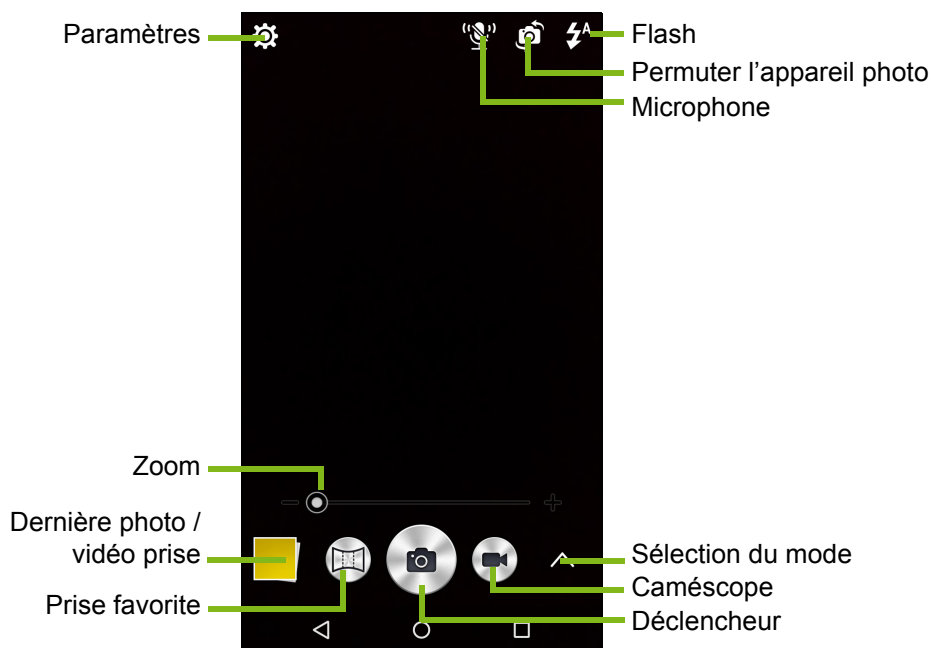 Paramètres
Flash
Permuter l'appareil photo
Microphone
A
Zoom
Dernière photo /
vidéo prise
Prise favorite
Sélection du mode
Caméscope
Déclencheur